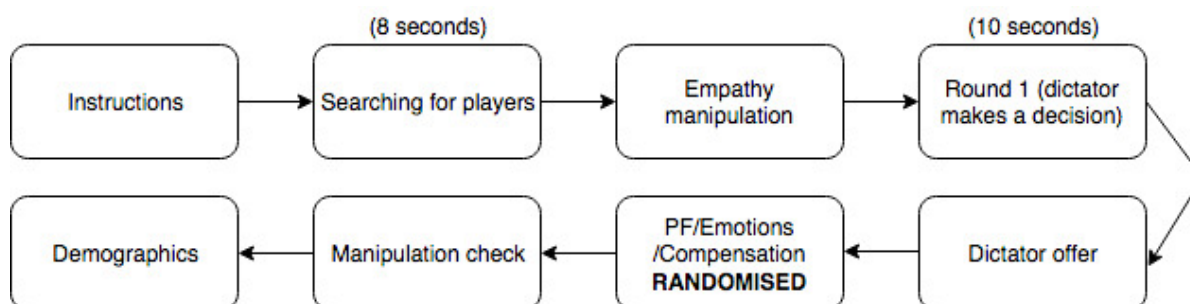 (8 seconds)
(10 seconds)
Instructions
Searching for players
Empathy
manipulation
Round 1 (dictator
makes a decision)
Demographics
Manipulation check
PF/Emotions
/Compensation
RANDOMISED
Dictator offer